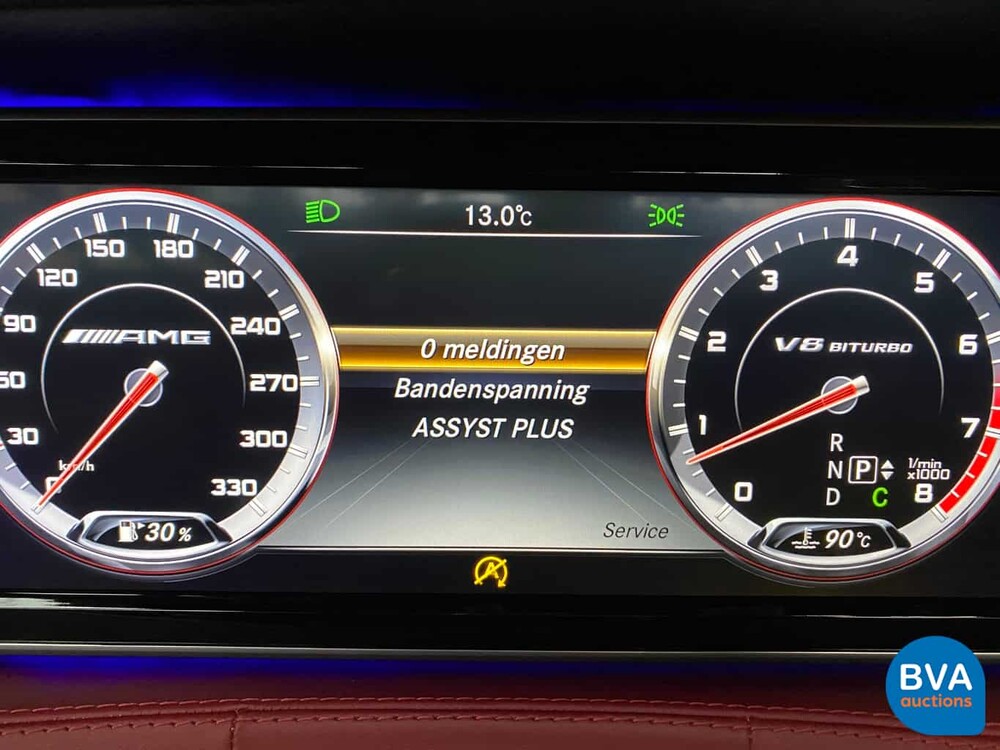 13.0°C
150 180
120 210
90 240
60 270
30 300
0 330
AMG
km/h
30 %
0 meldingen
Bandenspanning
ASSYST PLUS
Service
4
3 5
2 6
1 7
0 8
V8 BITURBO
R
N P
D C
1/min
x1000
90 °C
BVA
auctions